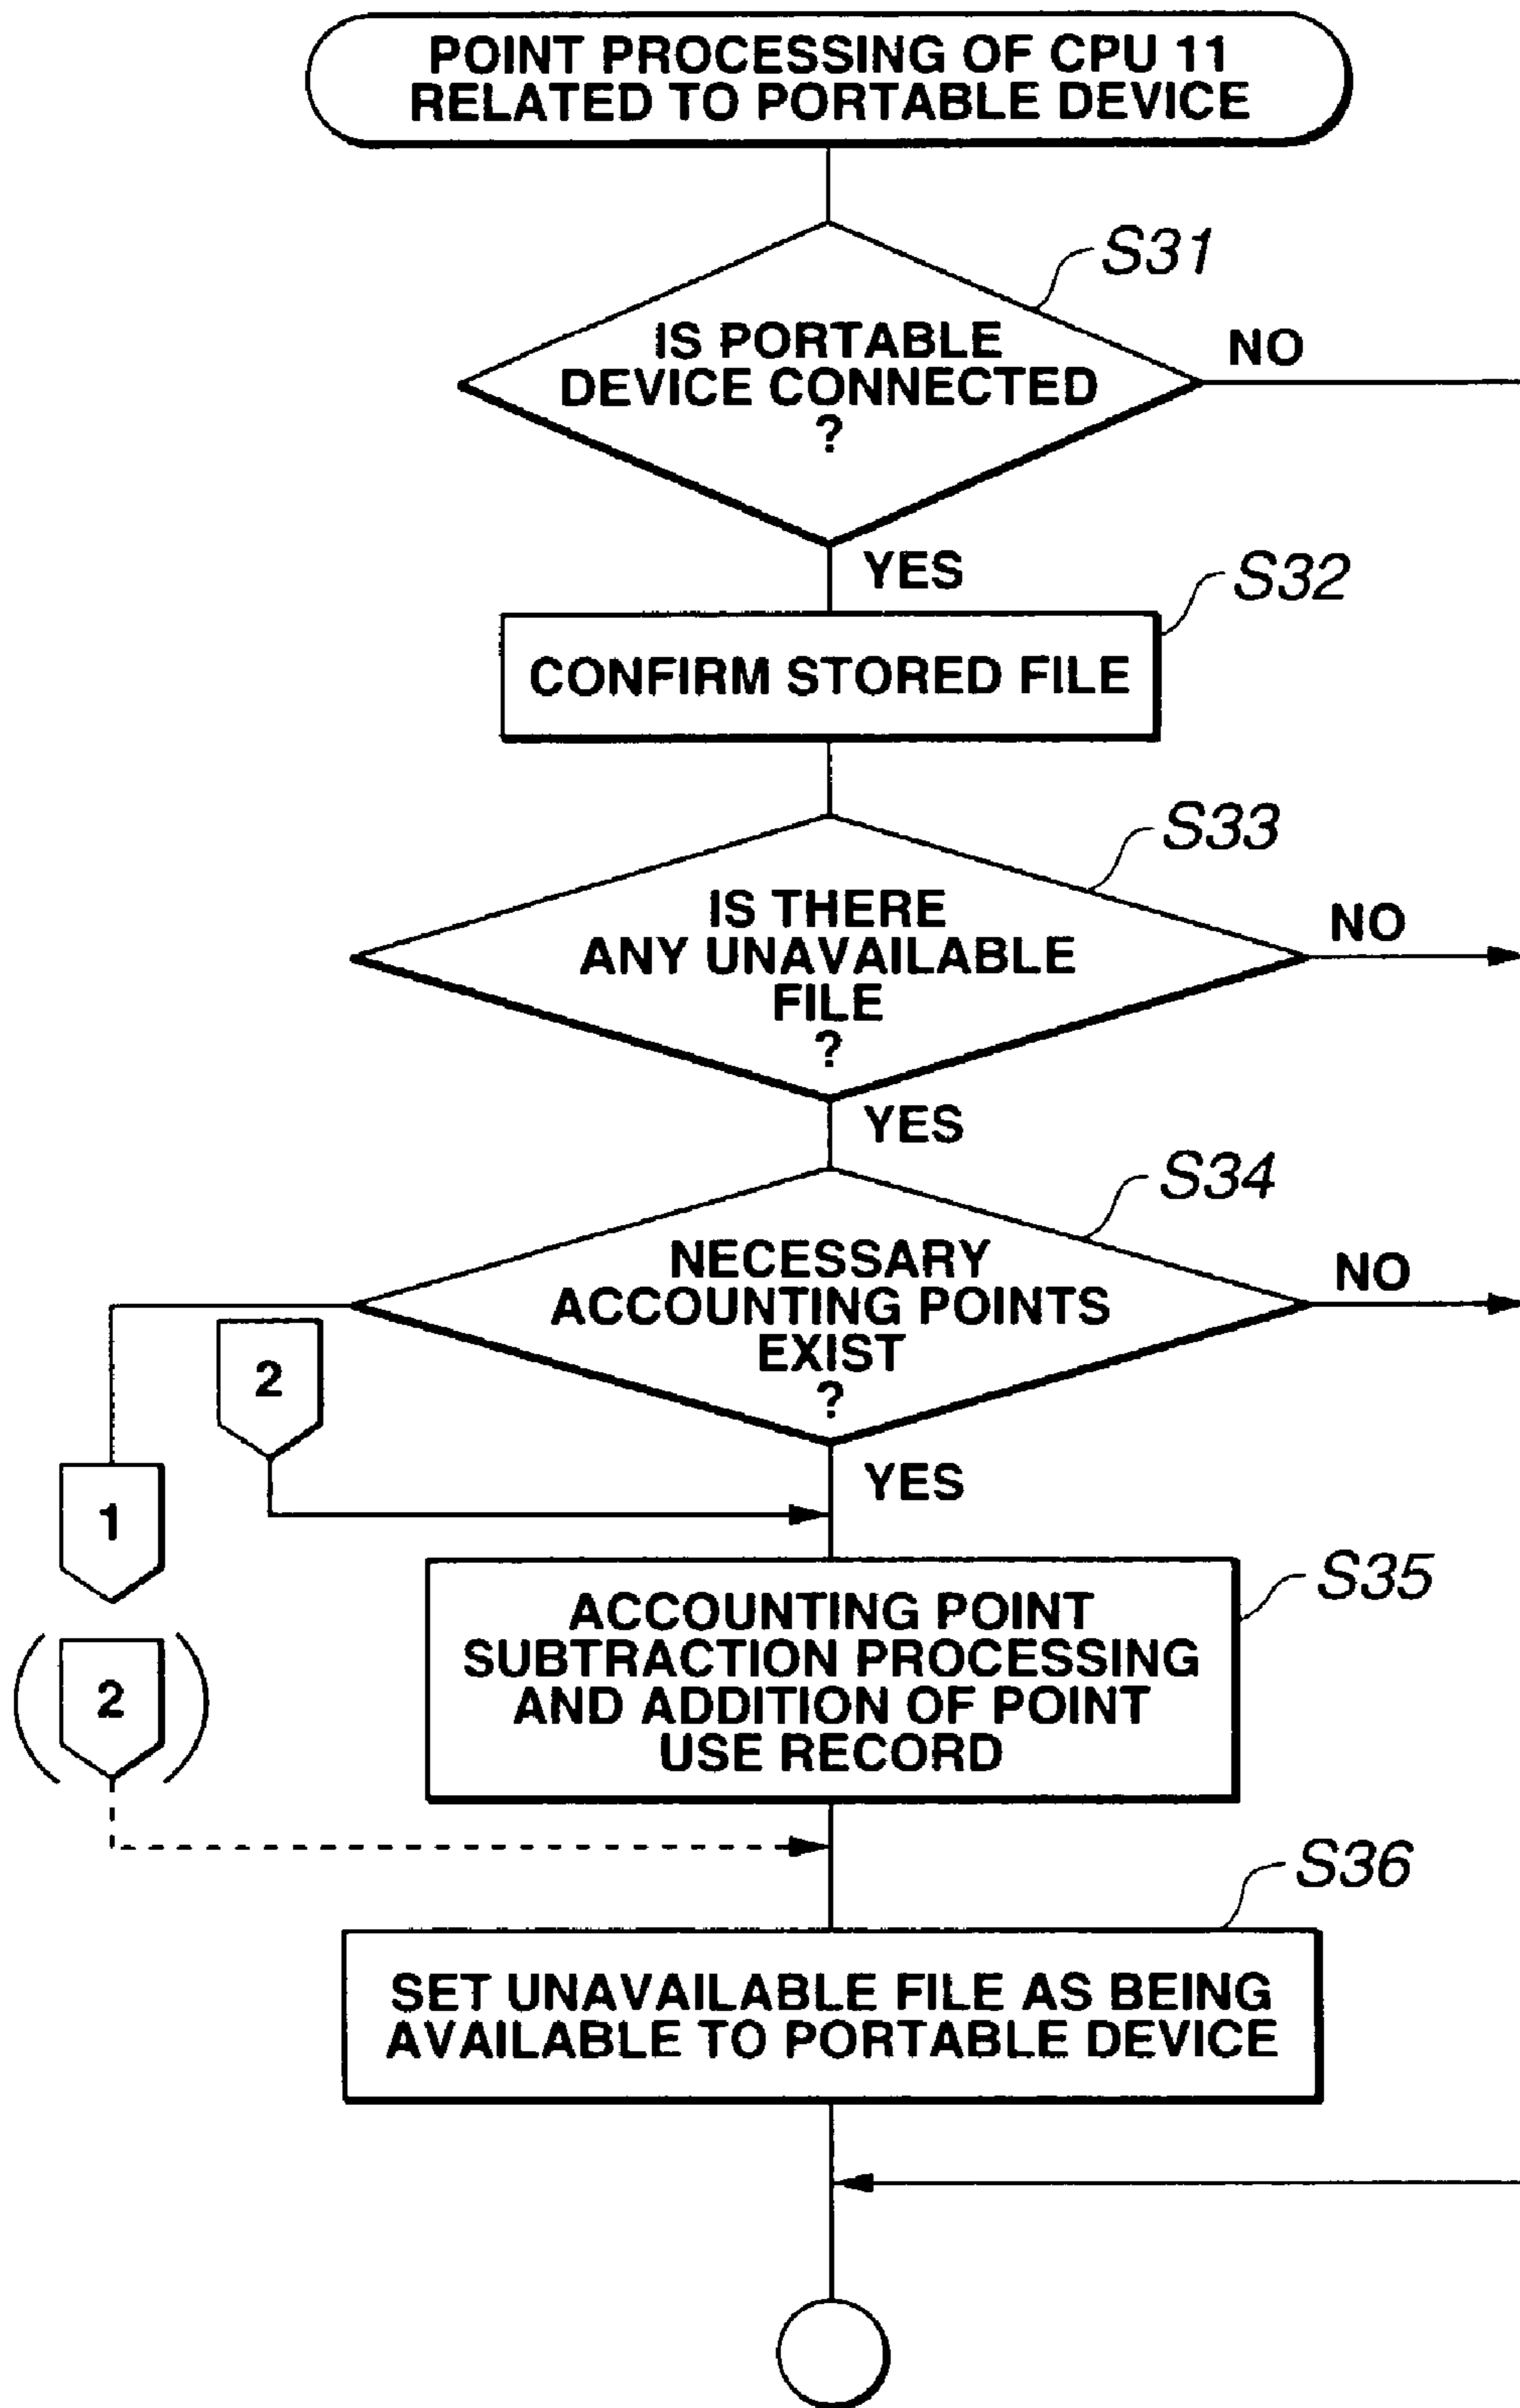 POINT PROCESSING OF CPU 11
RELATED TO PORTABLE DEVICE
S31
IS PORTABLE
DEVICE CONNECTED
?
NO
YES
S32
CONFIRM STORED FILE
S33
IS THERE
ANY UNAVAILABLE
FILE
?
NO
YES
S34
NECESSARY
ACCOUNTING POINTS
EXIST
?
NO
2
YES
1
S35
ACCOUNTING POINT
SUBTRACTION PROCESSING
AND ADDITION OF POINT
USE RECORD
(2)
S36
SET UNAVAILABLE FILE AS BEING
AVAILABLE TO PORTABLE DEVICE